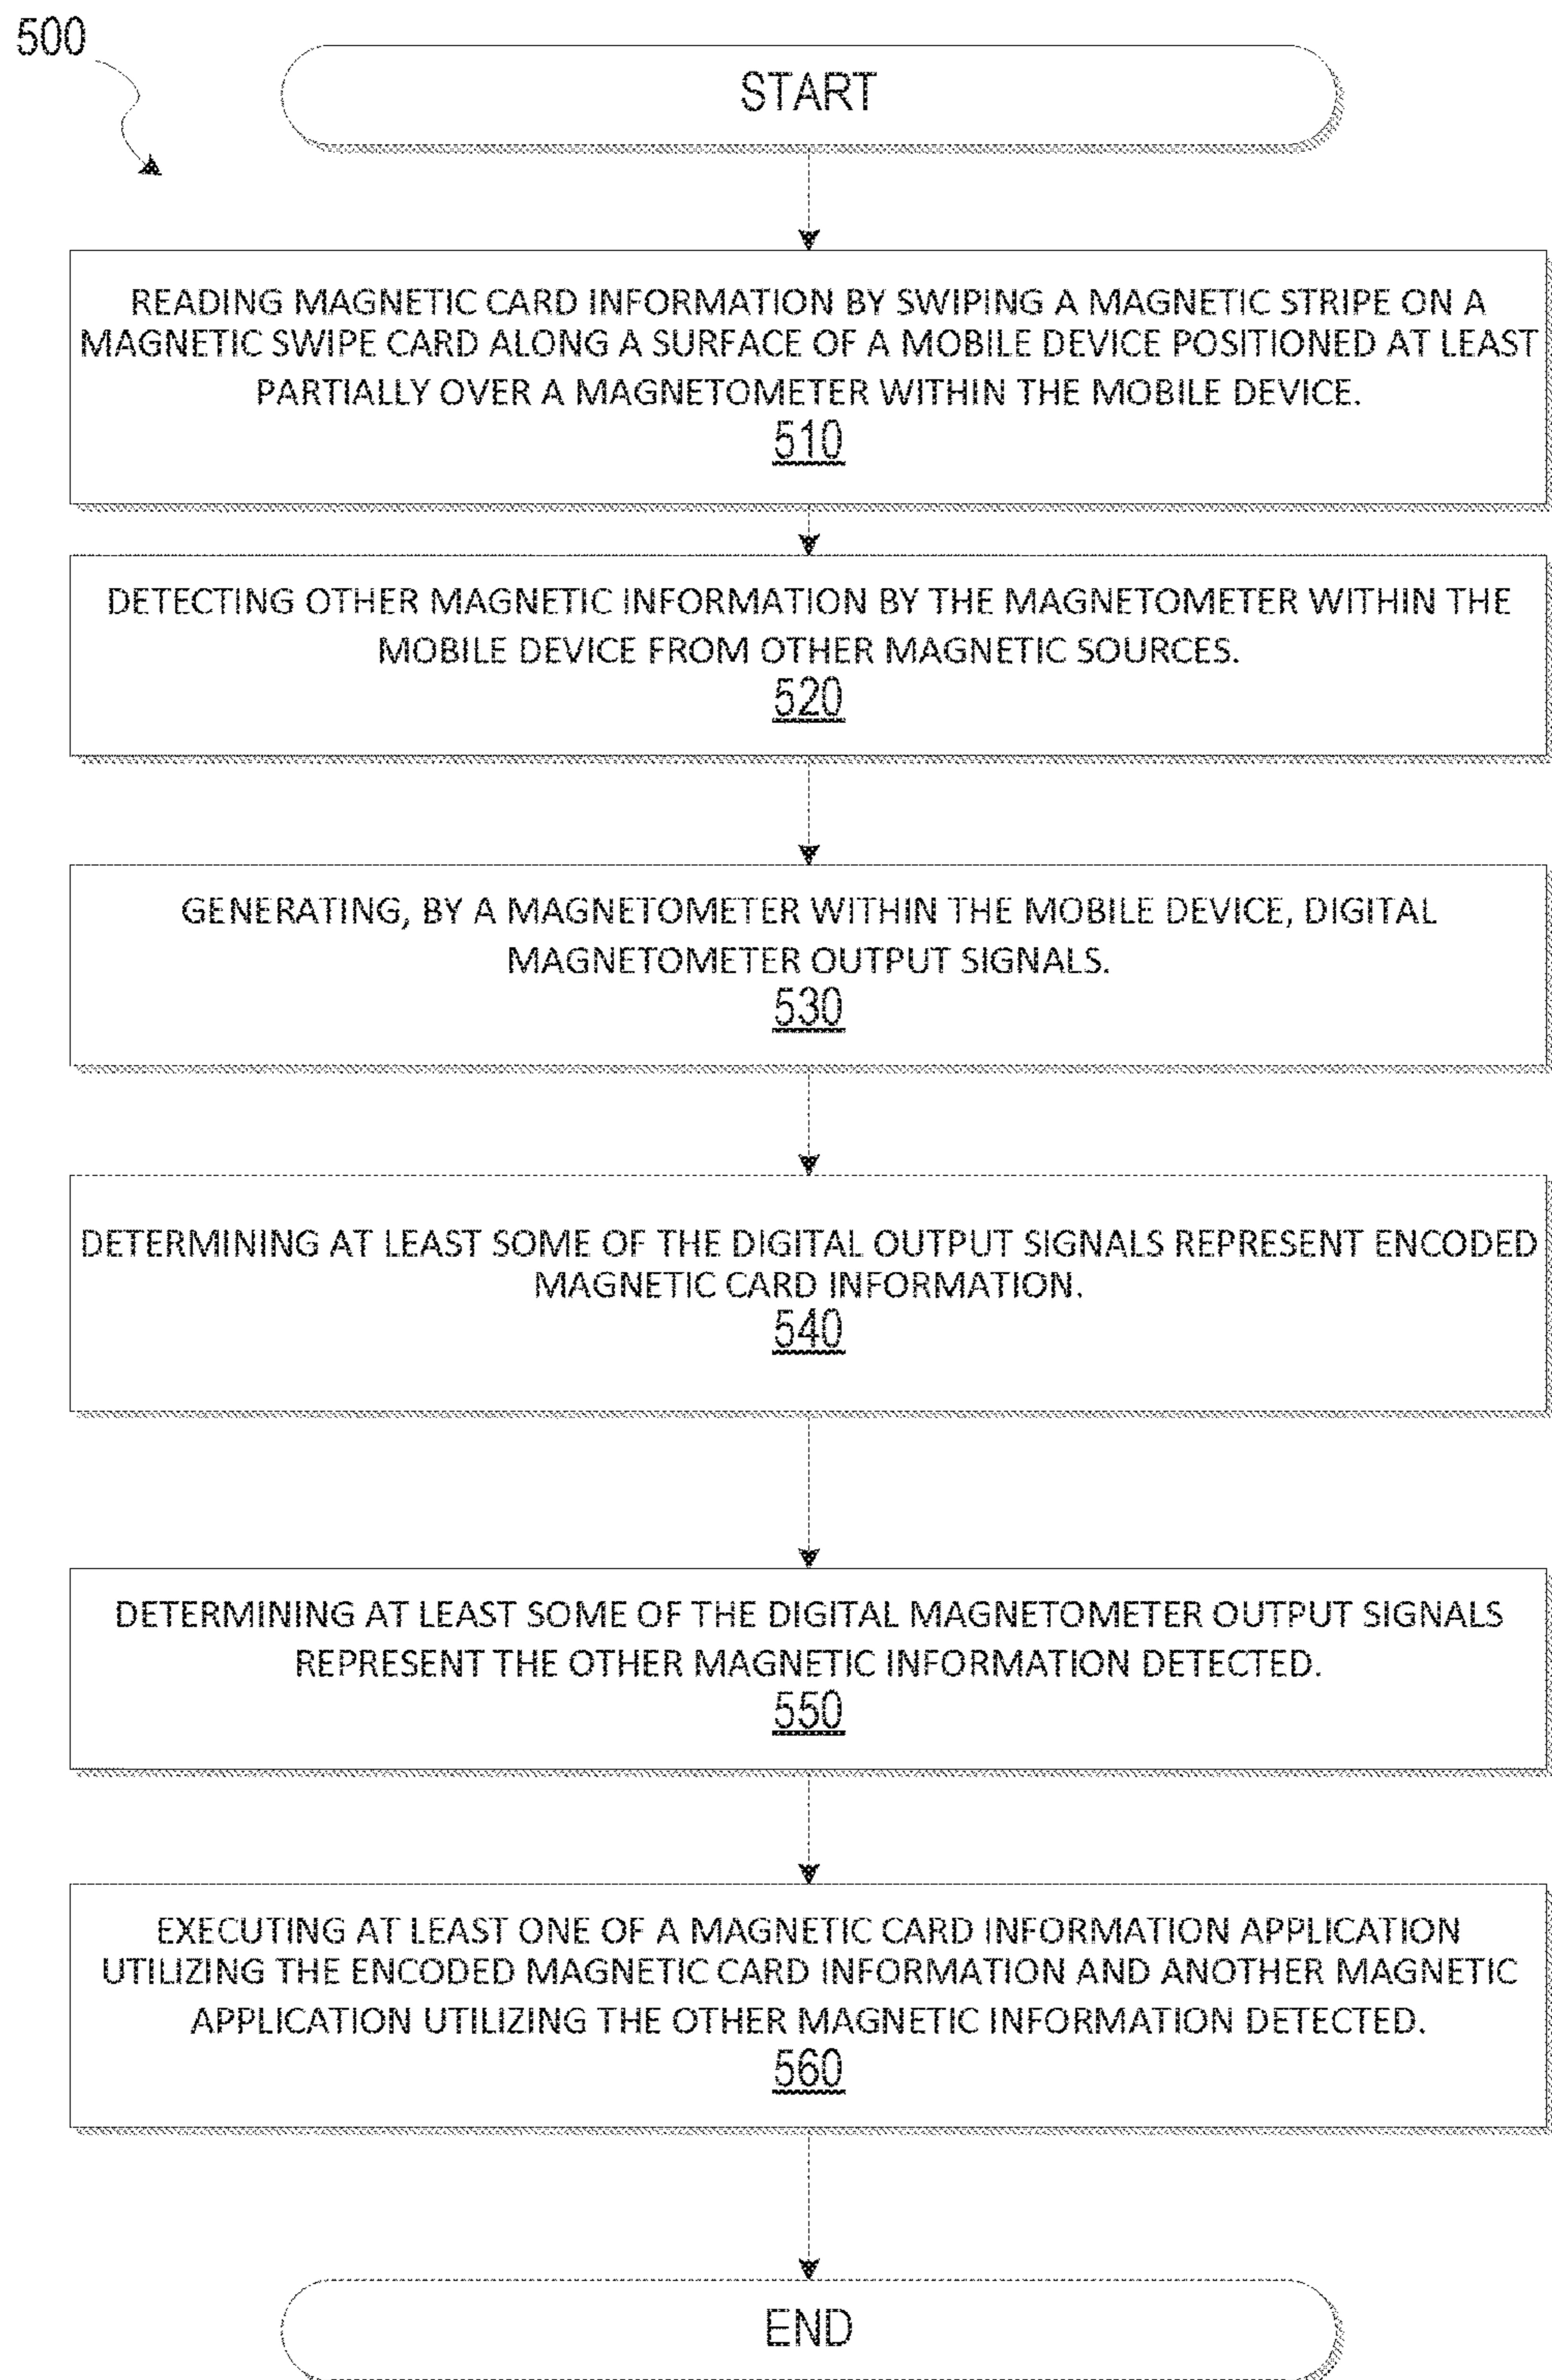 500
START
READING MAGNETIC CARD INFORMATION BY SWIPING A MAGNETIC STRIPE ON A
MAGNETIC SWIPE CARD ALONG A SURFACE OF A MOBILE DEVICE POSITIONED AT LEAST
PARTIALLY OVER A MAGNETOMETER WITHIN THE MOBILE DEVICE.
510
DETECTING OTHER MAGNETIC INFORMATION BY THE MAGNETOMETER WITHIN THE
MOBILE DEVICE FROM OTHER MAGNETIC SOURCES.
520
GENERATING, BY A MAGNETOMETER WITHIN THE MOBILE DEVICE, DIGITAL
MAGNETOMETER OUTPUT SIGNALS.
530
DETERMINING AT LEAST SOME OF THE DIGITAL OUTPUT SIGNALS REPRESENT ENCODED
MAGNETIC CARD INFORMATION.
540
DETERMINING AT LEAST SOME OF THE DIGITAL MAGNETOMETER OUTPUT SIGNALS
REPRESENT THE OTHER MAGNETIC INFORMATION DETECTED.
550
EXECUTING AT LEAST ONE OF A MAGNETIC CARD INFORMATION APPLICATION
UTILIZING THE ENCODED MAGNETIC CARD INFORMATION AND ANOTHER MAGNETIC
APPLICATION UTILIZING THE OTHER MAGNETIC INFORMATION DETECTED.
560
END